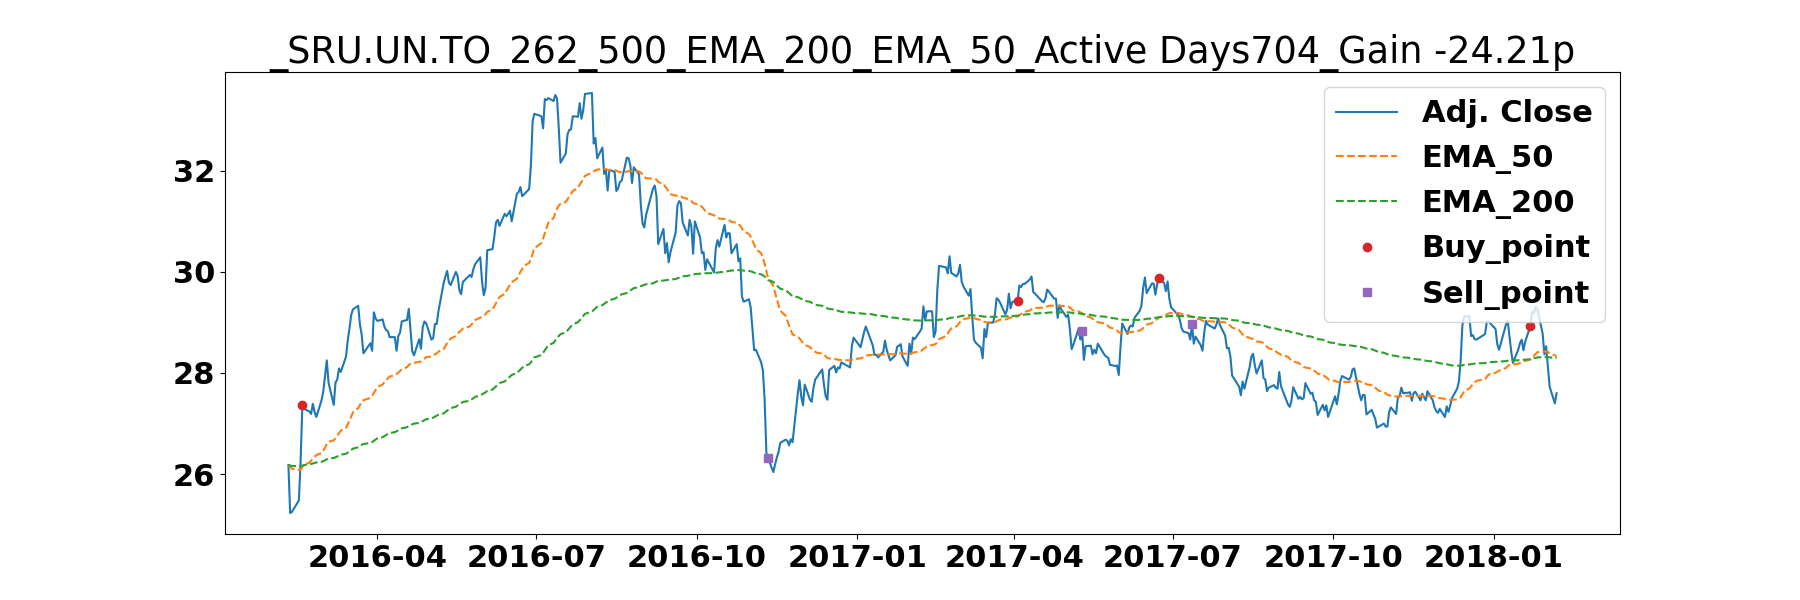 _SRU.UN.TO_262_500_EMA_200_EMA_50_Active Days704_Gain -24.21p
Adj. Close
EMA_50
EMA_200
Buy_point
Sell_point
32
30
28
26
2016-04 2016-07 2016-10 2017-01 2017-04 2017-07 2017-10 2018-01